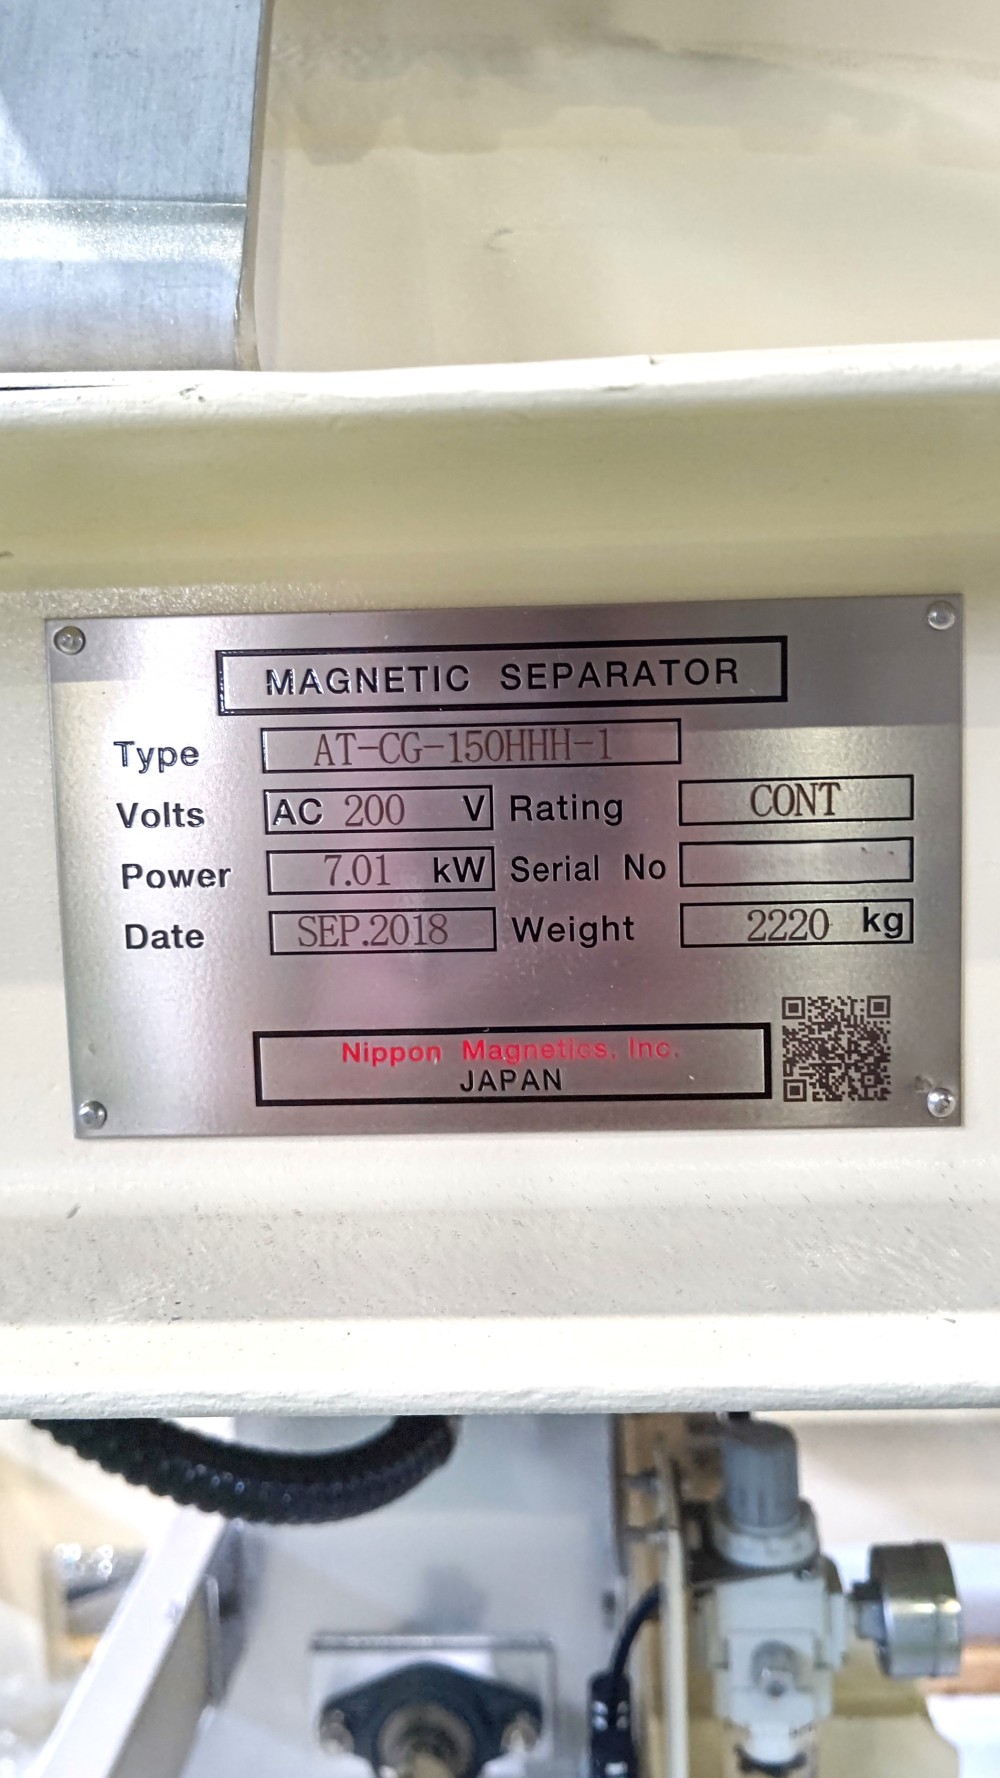 MAGNETIC SEPARATOR
Type AT-CG-150HHH-1
Volts AC 200 V Rating CONT
Power 7.01 kW Serial No
Date SEP.2018 Weight 2220 kg
Nippon Magnetics, Inc.
JAPAN